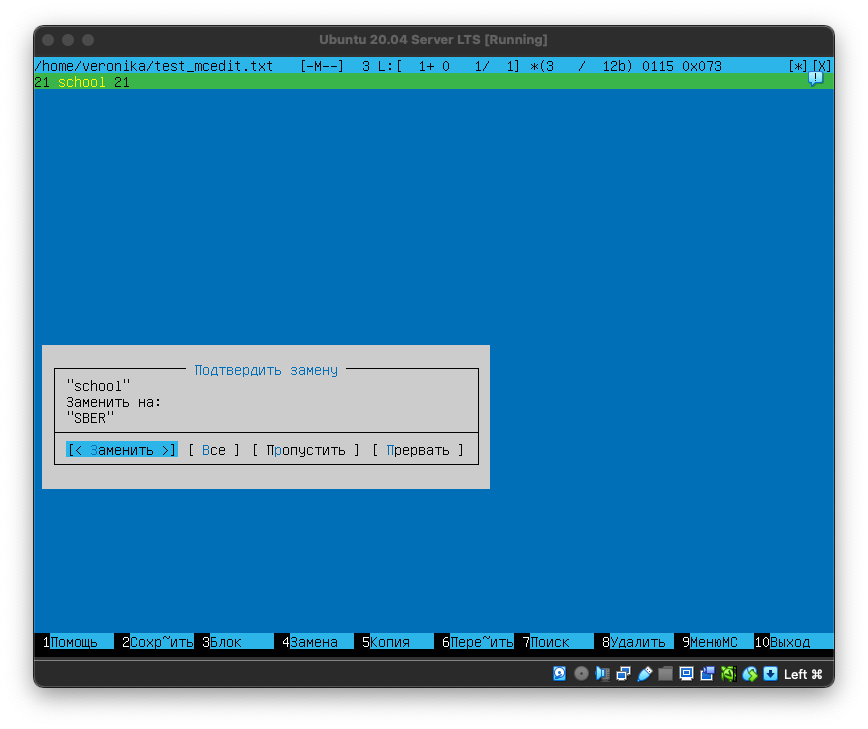 Ubuntu 20.04 Server LTS [Running]
/home/veronika/test_mcedit.txt [-M--] 3 L:[ 1+ 0 1/ 1] *(3 / 12b) 0115 0x073 [*][X]
21 school 21
Подтвердить замену
"school"
Заменить на:
"SBER"
[< Заменить >] [ Все ] [ Пропустить ] [ Прервать ]
1Помощь 2Сохр~ить 3Блок 4Замена 5Копия 6Пере~ить 7Поиск 8Удалить 9МенюMC 10Выход
Left ⌘